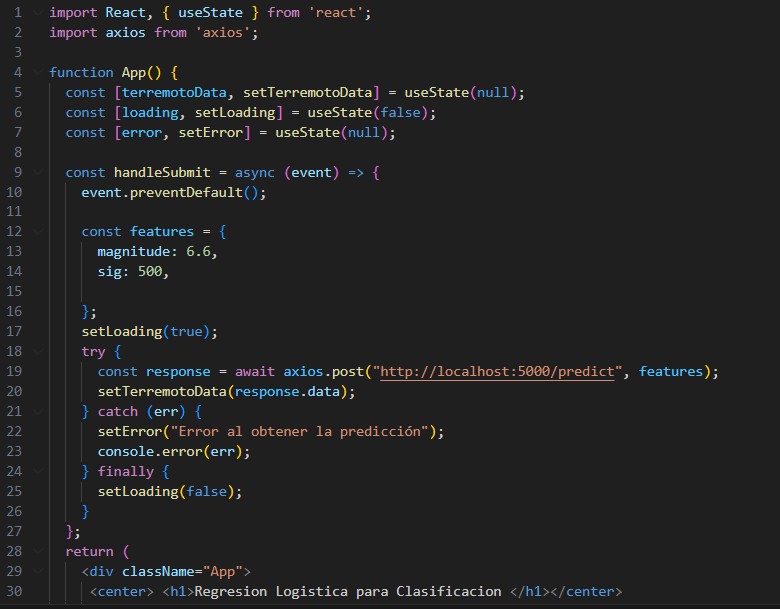 1 import React, { useState } from 'react';
2 import axios from 'axios';
3
4 function App() {
5   const [terremotoData, setTerremotoData] = useState(null);
6   const [loading, setLoading] = useState(false);
7   const [error, setError] = useState(null);
8
9   const handleSubmit = async (event) => {
10     event.preventDefault();
11
12     const features = {
13       magnitude: 6.6,
14       sig: 500,
15
16     };
17     setLoading(true);
18     try {
19       const response = await axios.post("http://localhost:5000/predict", features);
20       setTerremotoData(response.data);
21     } catch (err) {
22       setError("Error al obtener la predicción");
23       console.error(err);
24     } finally {
25       setLoading(false);
26     }
27   };
28   return (
29     <div className="App">
30      <center> <h1>Regresion Logistica para Clasificacion </h1></center>